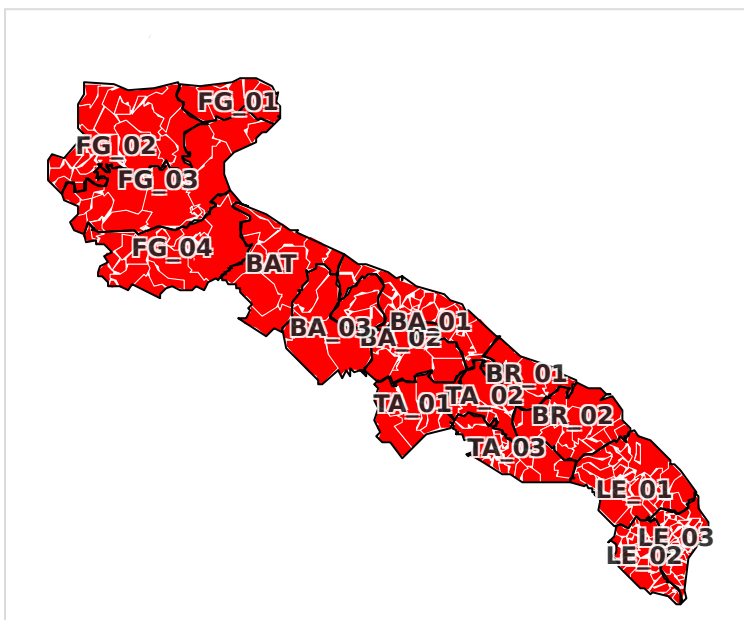 FG_01
FG_02
FG_03
FG_04
BAT
BA_01
BA_03
BA_02
BR_01
TA_02
TA_01
BR_02
TA_03
LE_01
LE_03
LE_02